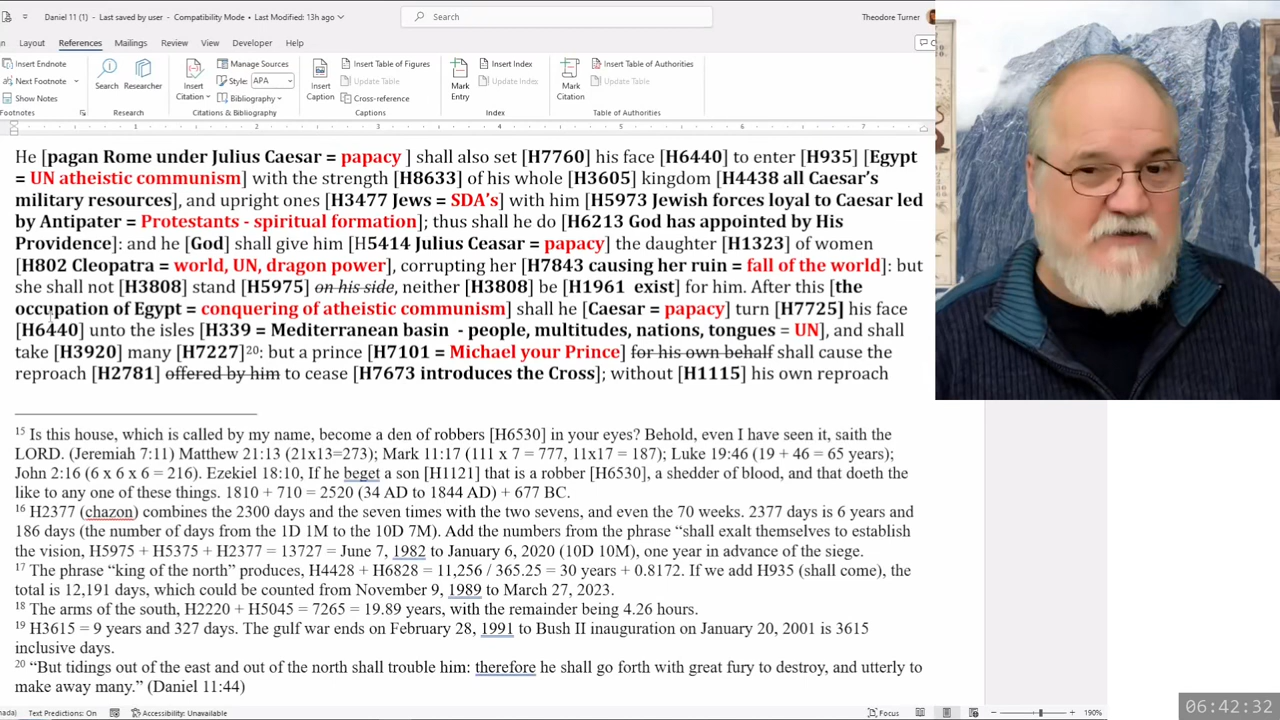 Daniel 11 (1) - Last saved by user - Compatibility Mode • Last Modified: 13h ago
Search
Theodore Turner
Layout References Mailings Review View Developer Help
Insert Endnote
Next Footnote
Show Notes
Footnotes
Search
Researcher
Research
Insert Citation
Manage Sources
Style: APA
Bibliography
Citations & Bibliography
Insert Caption
Insert Table of Figures
Update Table
Cross-reference
Captions
Mark Entry
Insert Index
Update Index
Index
Mark Citation
Insert Table of Authorities
Update Table
Table of Authorities
1 2 3 4 5 6 7
He [pagan Rome under Julius Caesar = papacy ] shall also set [H7760] his face [H6440] to enter [H935] [Egypt
= UN atheistic communism] with the strength [H8633] of his whole [H3605] kingdom [H4438 all Caesar's
military resources], and upright ones [H3477 Jews = SDA's] with him [H5973 Jewish forces loyal to Caesar led
by Antipater = Protestants - spiritual formation]; thus shall he do [H6213 God has appointed by His
Providence]: and he [God] shall give him [H5414 Julius Ceasar = papacy] the daughter [H1323] of women
[H802 Cleopatra = world, UN, dragon power], corrupting her [H7843 causing her ruin = fall of the world]: but
she shall not [H3808] stand [H5975] on his side, neither [H3808] be [H1961 exist] for him. After this [the
occupation of Egypt = conquering of atheistic communism] shall he [Caesar = papacy] turn [H7725] his face
[H6440] unto the isles [H339 = Mediterranean basin - people, multitudes, nations, tongues = UN], and shall
take [H3920] many [H7227]20: but a prince [H7101 = Michael your Prince] for his own behalf shall cause the
reproach [H2781] offered by him to cease [H7673 introduces the Cross]; without [H1115] his own reproach
15 Is this house, which is called by my name, become a den of robbers [H6530] in your eyes? Behold, even I have seen it, saith the
LORD. (Jeremiah 7:11) Matthew 21:13 (21x13=273); Mark 11:17 (111 x 7 = 777, 11x17 = 187); Luke 19:46 (19 + 46 = 65 years);
John 2:16 (6 x 6 x 6 = 216). Ezekiel 18:10, If he beget a son [H1121] that is a robber [H6530], a shedder of blood, and that doeth the
like to any one of these things. 1810 + 710 = 2520 (34 AD to 1844 AD) + 677 BC.
16 H2377 (chazon) combines the 2300 days and the seven times with the two sevens, and even the 70 weeks. 2377 days is 6 years and
186 days (the number of days from the 1D 1M to the 10D 7M). Add the numbers from the phrase “shall exalt themselves to establish
the vision, H5975 + H5375 + H2377 = 13727 = June 7, 1982 to January 6, 2020 (10D 10M), one year in advance of the siege.
17 The phrase “king of the north” produces, H4428 + H6828 = 11,256 / 365.25 = 30 years + 0.8172. If we add H935 (shall come), the
total is 12,191 days, which could be counted from November 9, 1989 to March 27, 2023.
18 The arms of the south, H2220 + H5045 = 7265 = 19.89 years, with the remainder being 4.26 hours.
19 H3615 = 9 years and 327 days. The gulf war ends on February 28, 1991 to Bush II inauguration on January 20, 2001 is 3615
inclusive days.
20 “But tidings out of the east and out of the north shall trouble him: therefore he shall go forth with great fury to destroy, and utterly to
make away many.” (Daniel 11:44)
Text Predictions: On
Accessibility: Unavailable
Focus
190%
06:42:32